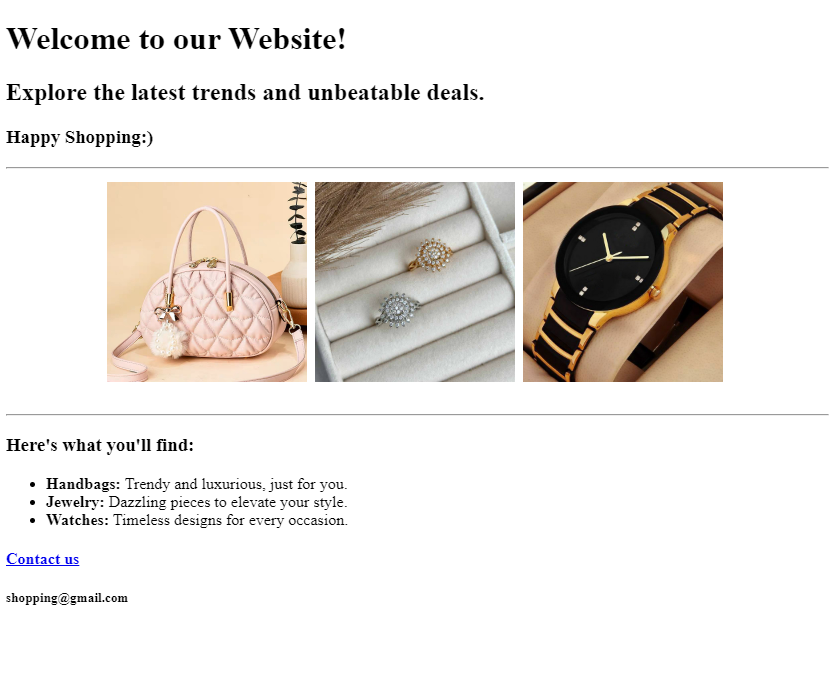 Welcome to our Website!
Explore the latest trends and unbeatable deals.
Happy Shopping:)
Here's what you'll find:
Handbags: Trendy and luxurious, just for you.
Jewelry: Dazzling pieces to elevate your style.
Watches: Timeless designs for every occasion.
Contact us
shopping@gmail.com